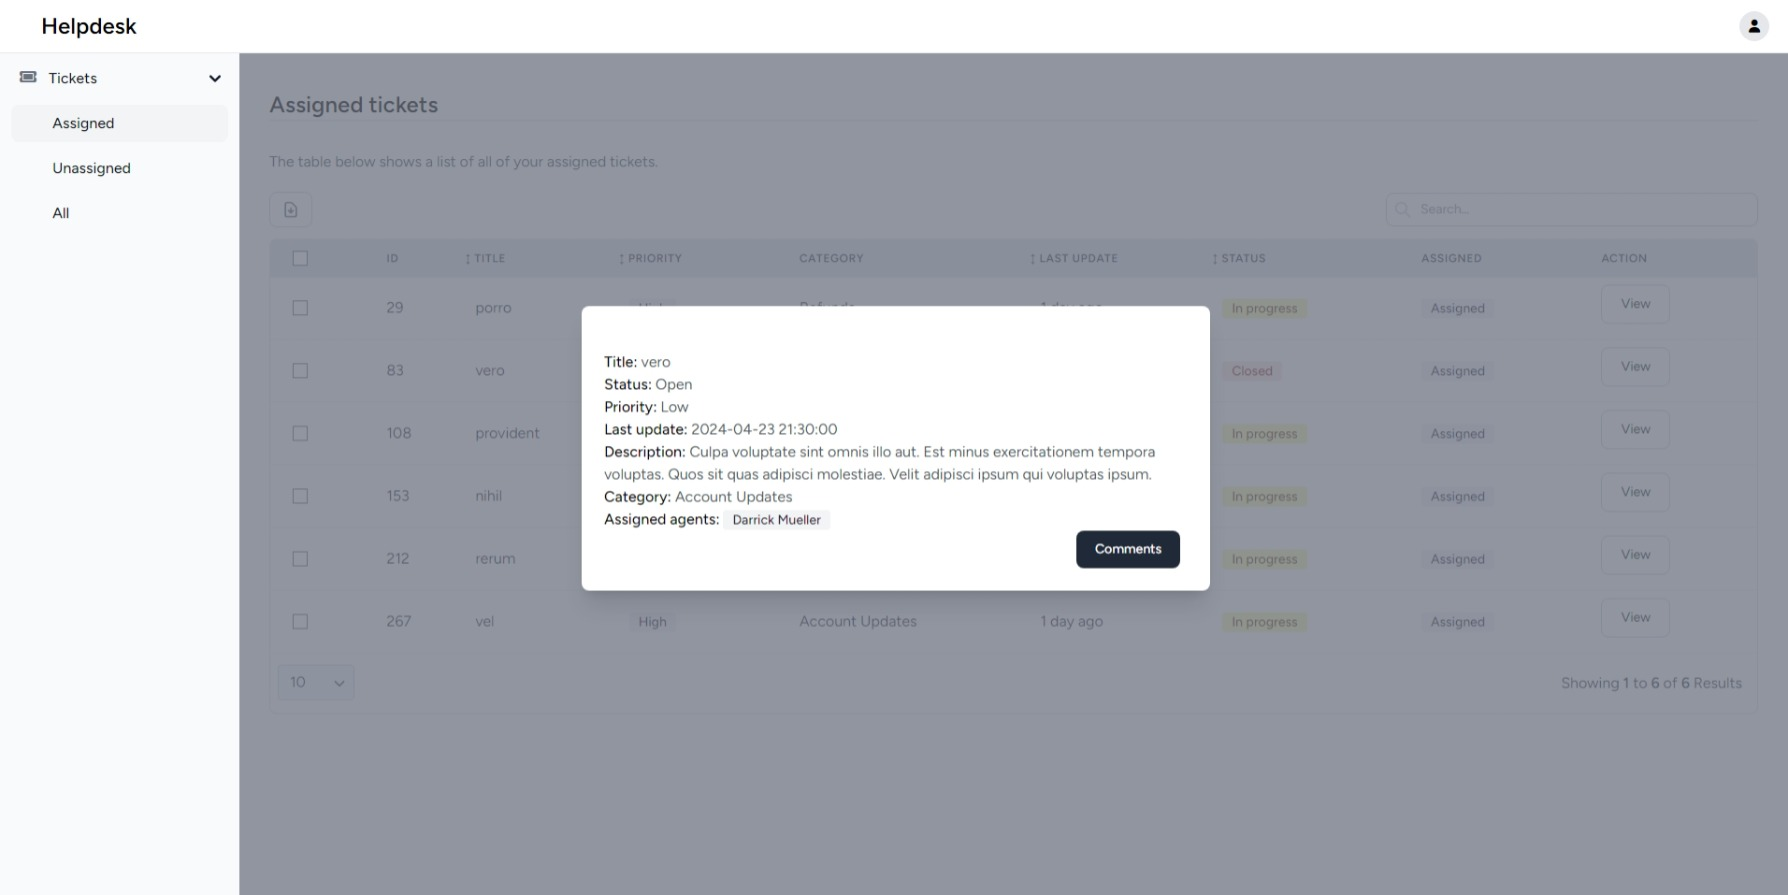 Helpdesk
Tickets
Assigned
Unassigned
All
Assigned tickets
The table below shows a list of all of your assigned tickets.
Search...
ID TITLE PRIORITY CATEGORY LAST UPDATE STATUS ASSIGNED ACTION
29 porro High Refunds 1 day ago In progress Assigned View
83 vero Closed Assigned View
108 provident In progress Assigned View
153 nihil In progress Assigned View
212 rerum In progress Assigned View
267 vel High Account Updates 1 day ago In progress Assigned View
10
Showing 1 to 6 of 6 Results
Title: vero
Status: Open
Priority: Low
Last update: 2024-04-23 21:30:00
Description: Culpa voluptate sint omnis illo aut. Est minus exercitationem tempora
voluptas. Quos sit quas adipisci molestiae. Velit adipisci ipsum qui voluptas ipsum.
Category: Account Updates
Assigned agents: Darrick Mueller
Comments